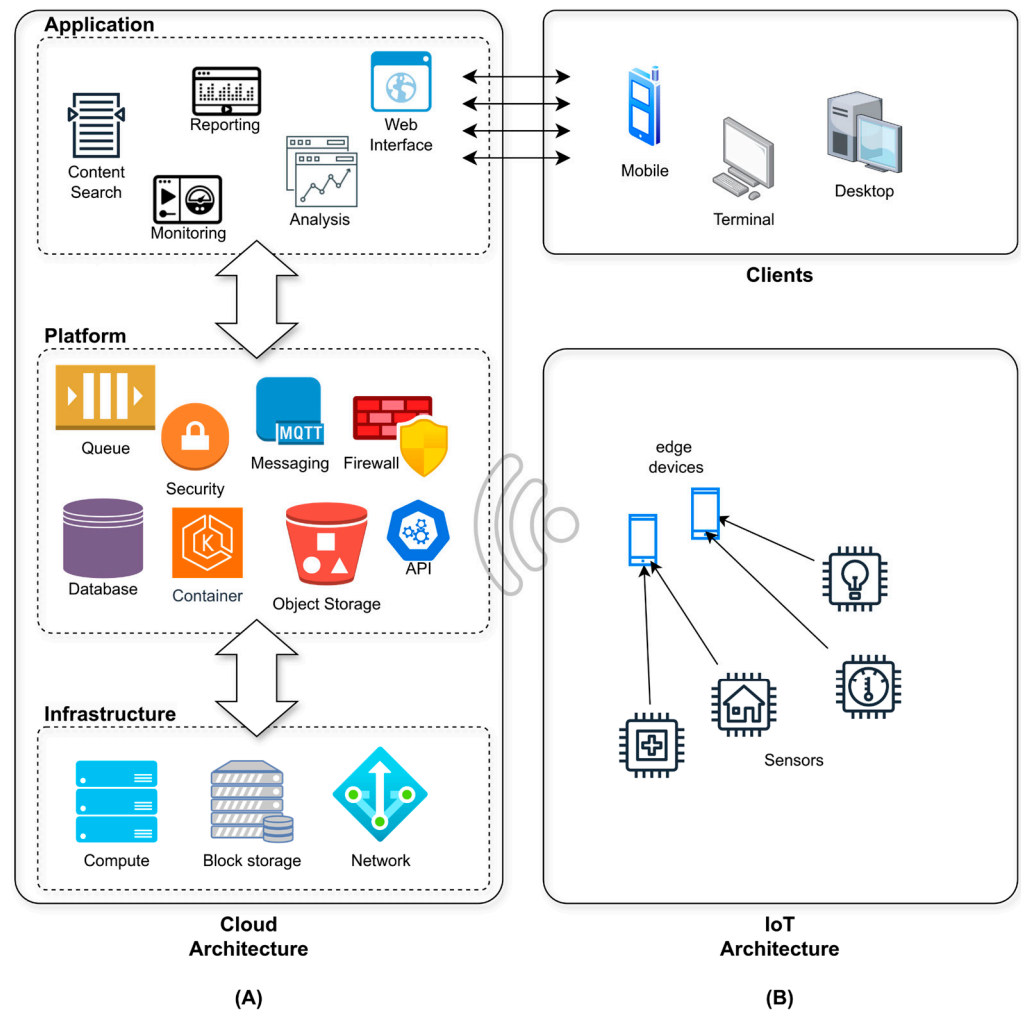 Application
Content
Search
Reporting
Monitoring
Analysis
Web
Interface
Mobile
Terminal
Desktop
Clients
Platform
Queue
Security
MQTT
Messaging
Firewall
Database
K
Container
Object Storage
API
edge
devices
Sensors
Infrastructure
Compute
Block storage
Network
Cloud
Architecture
IoT
Architecture
(A)
(B)